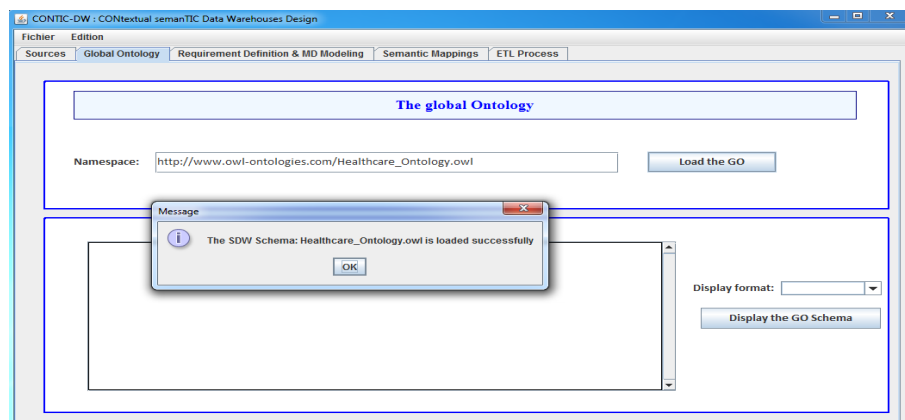 CONTIC-DW : CONtextual semanTIC Data Warehouses Design
Fichier Edition
Sources Global Ontology Requirement Definition & MD Modeling Semantic Mappings ETL Process
The global Ontology
Namespace: http://www.owl-ontologies.com/Healthcare_Ontology.owl Load the GO
Message
The SDW Schema: Healthcare_Ontology.owl is loaded successfully
OK
Display format:
Display the GO Schema